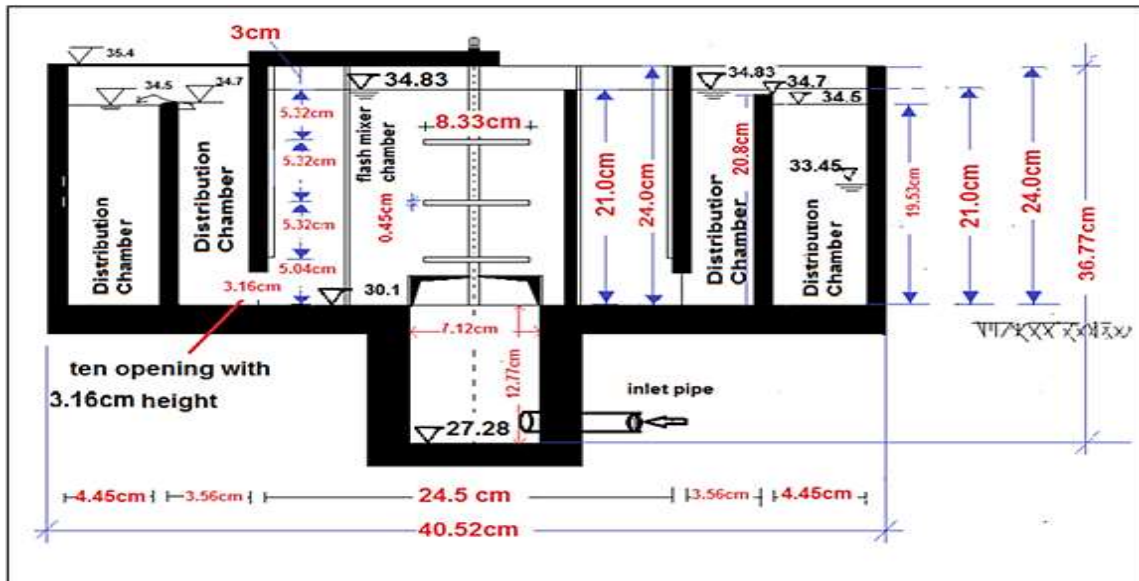 3cm
35.4
34.5
34.7
34.83
34.83
34.7
34.5
5.32cm
8.33cm
5.32cm
5.32cm
5.04cm
flash mixer
chamber
0.45cm
21.0cm
24.0cm
20.8cm
33.45
19.53cm
21.0cm
24.0cm
36.77cm
Distribution
Chamber
Distribution
Chamber
Distribution
Chamber
Distribution
Chamber
3.16cm
30.1
7.12cm
12.77cm
ten opening with
3.16cm height
inlet pipe
27.28
4.45cm
3.56cm
24.5 cm
3.56cm
4.45cm
40.52cm